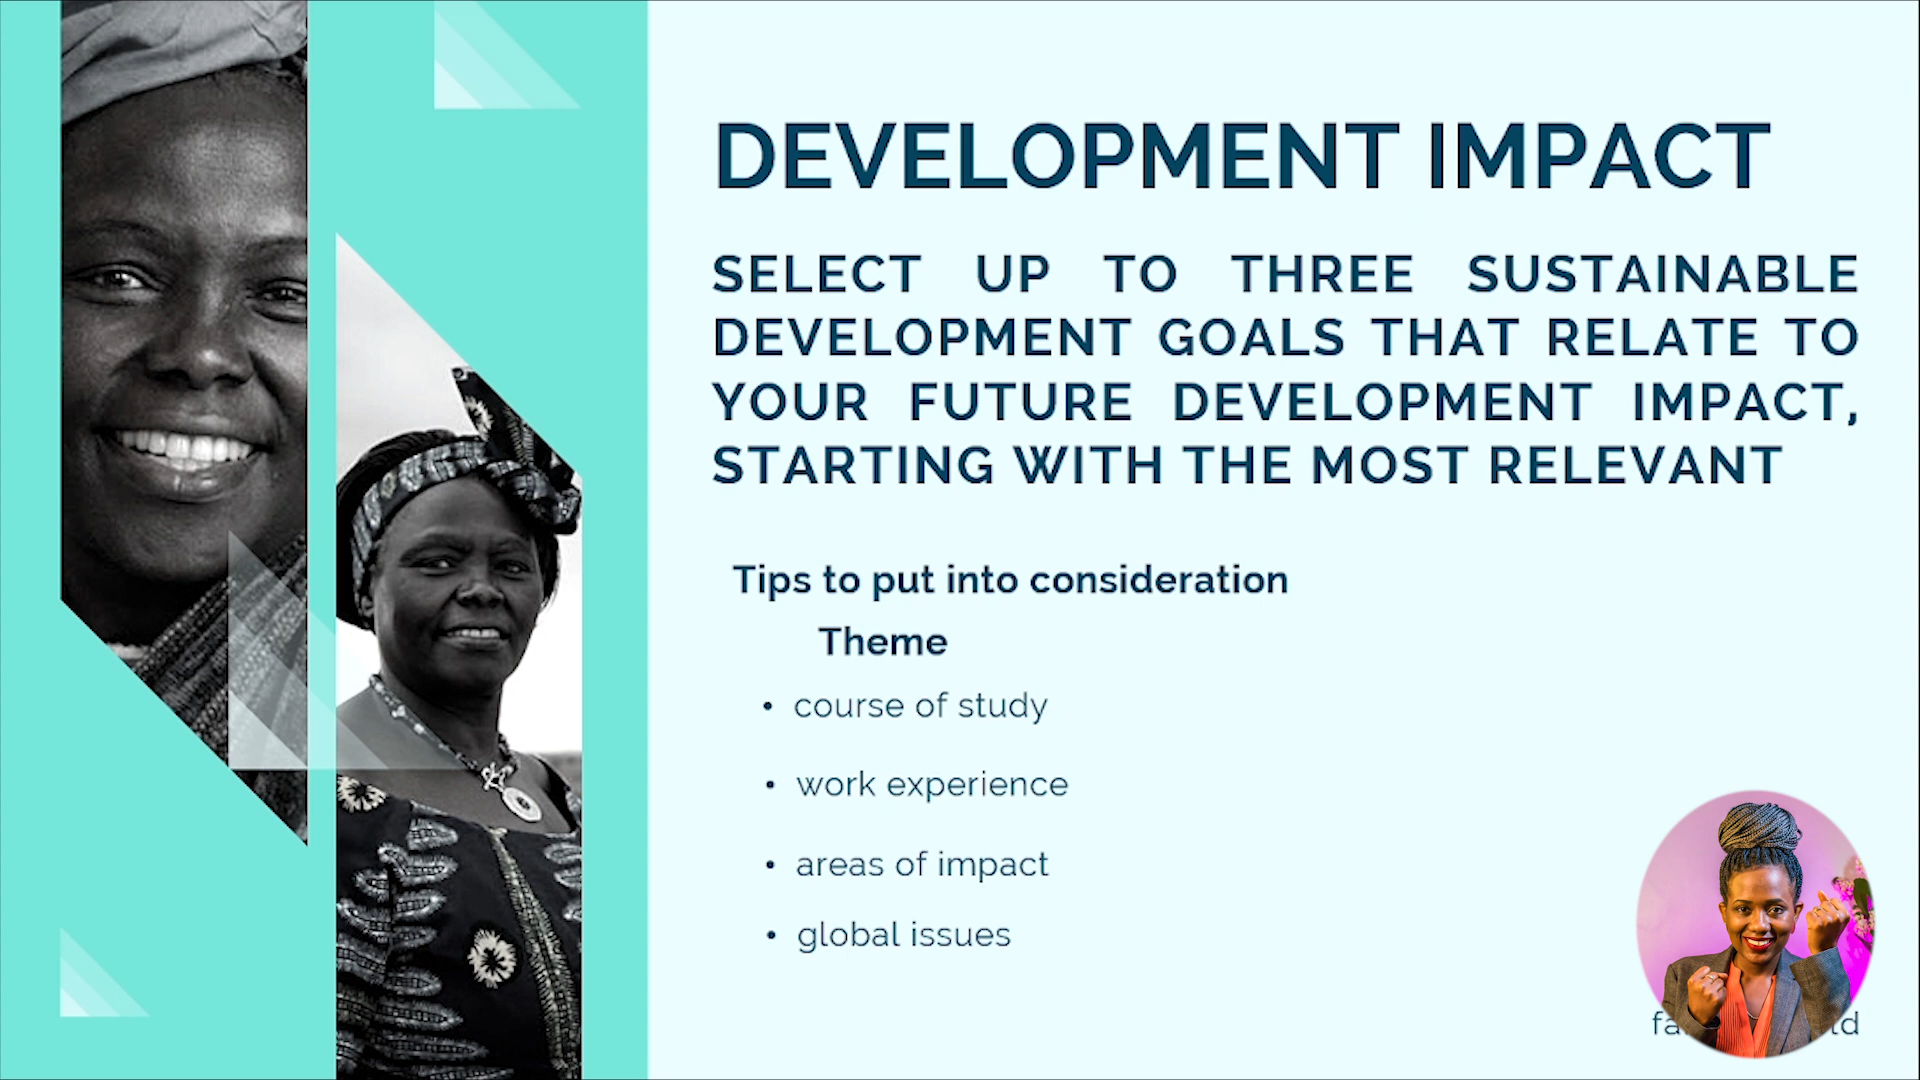 DEVELOPMENT IMPACT
SELECT UP TO THREE SUSTAINABLE
DEVELOPMENT GOALS THAT RELATE TO
YOUR FUTURE DEVELOPMENT IMPACT,
STARTING WITH THE MOST RELEVANT
Tips to put into consideration
Theme
• course of study
• work experience
• areas of impact
• global issues